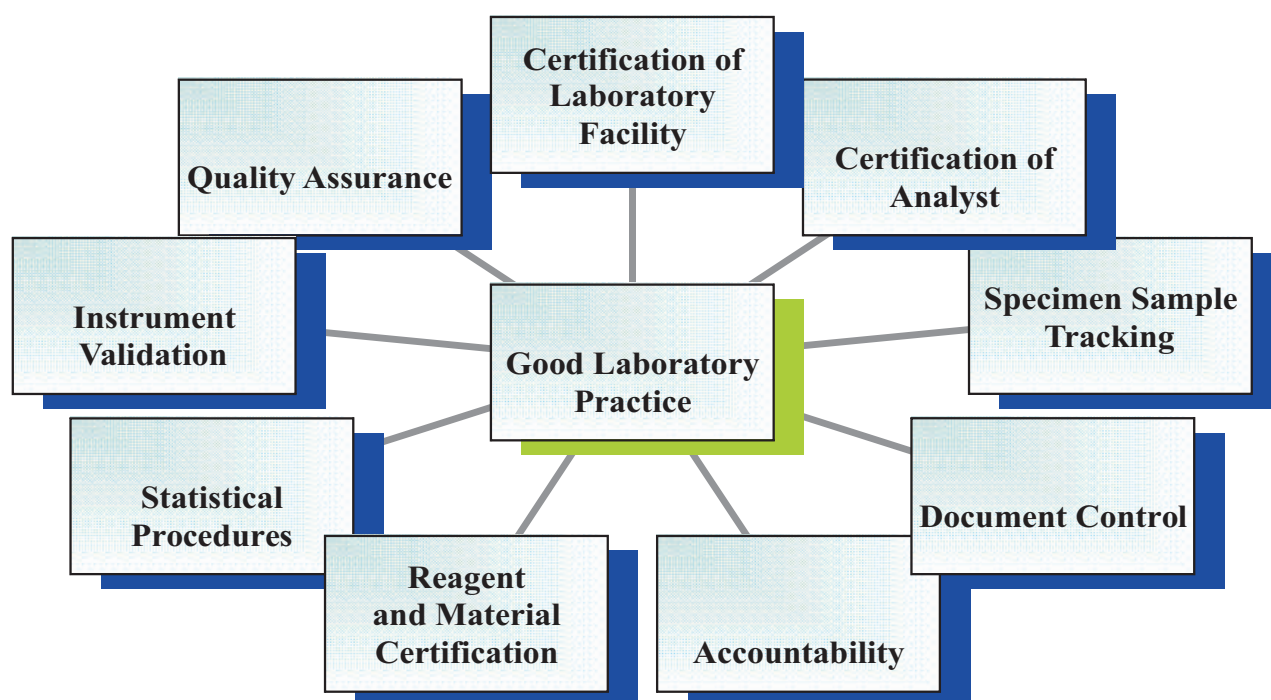 Certification of
Laboratory
Facility
Quality Assurance
Certification of
Analyst
Instrument
Validation
Good Laboratory
Practice
Specimen Sample
Tracking
Statistical
Procedures
Document Control
Reagent
and Material
Certification
Accountability